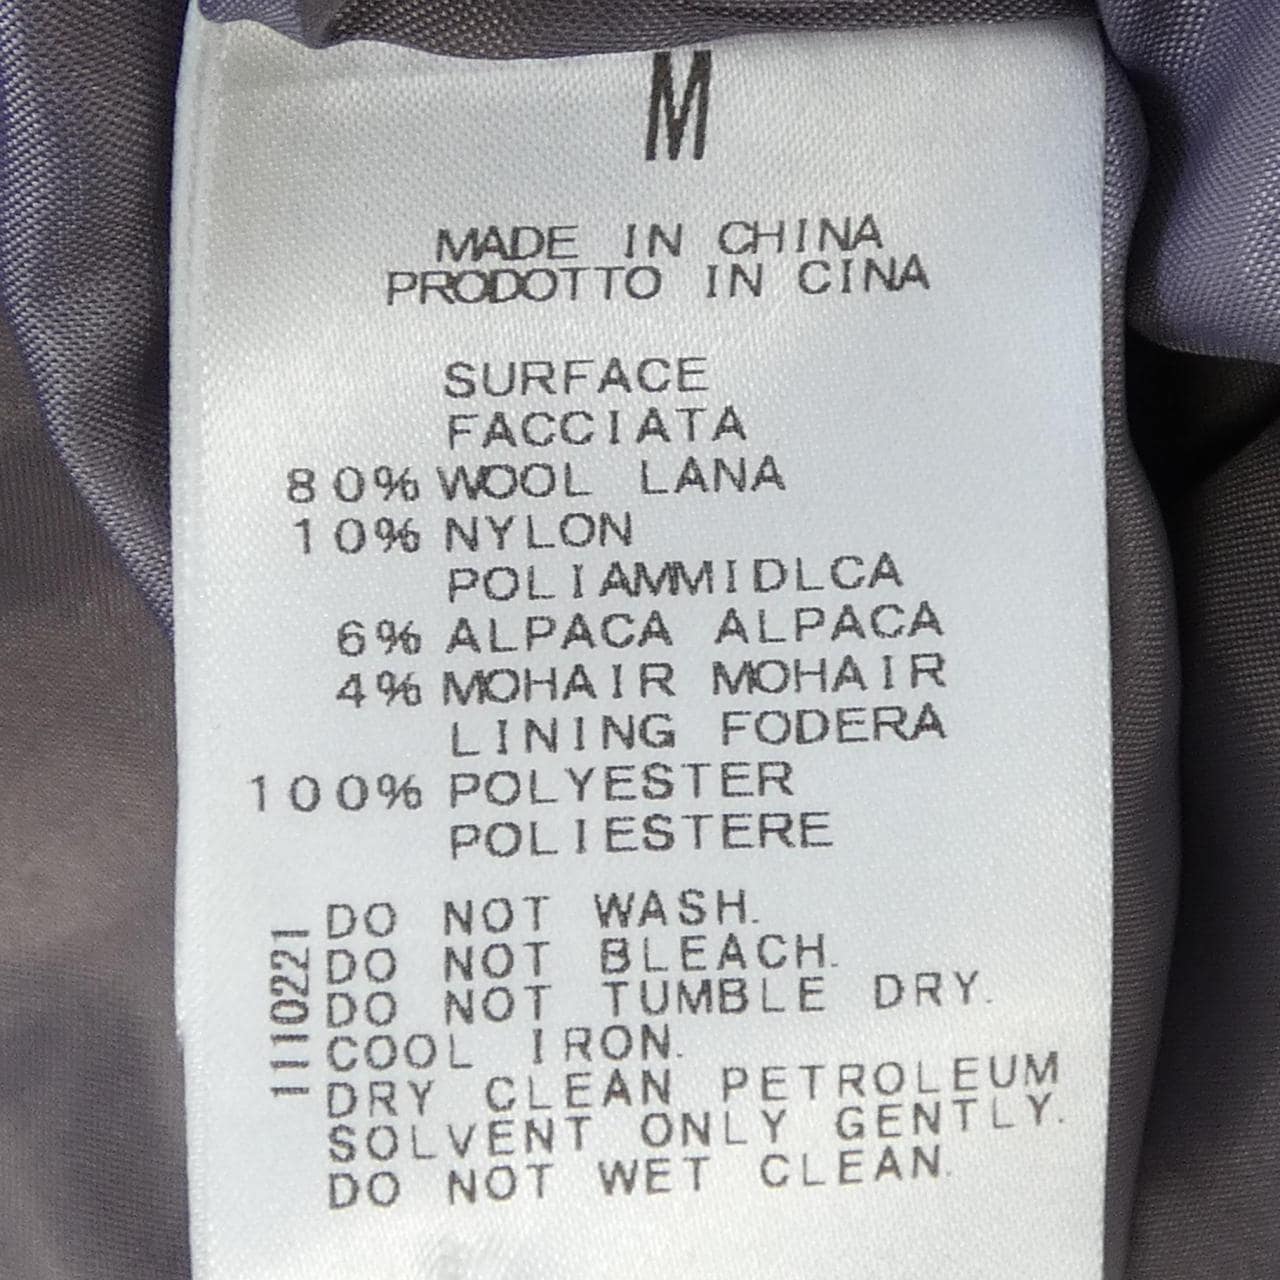 M
MADE IN CHINA
PRODOTTO IN CINA
SURFACE
FACCIATA
80% WOOL LANA
10% NYLON
POLIAMMIDLCA
6% ALPACA ALPACA
4% MOHAIR MOHAIR
LINING FODERA
100% POLYESTER
POLIESTERE
DO NOT WASH.
DO NOT BLEACH.
DO NOT TUMBLE DRY.
COOL IRON.
DRY CLEAN PETROLEUM
SOLVENT ONLY GENTLY.
DO NOT WET CLEAN.
1110221